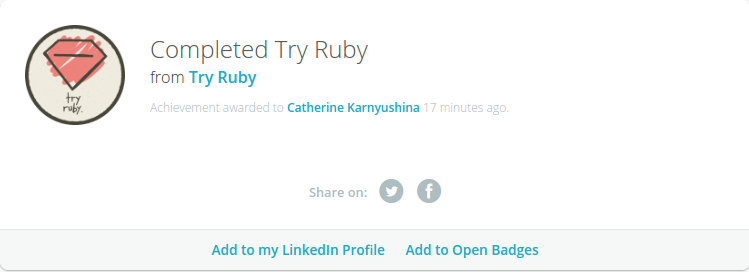 Completed Try Ruby
from Try Ruby
Achievement awarded to Catherine Karnyushina 17 minutes ago.
try
ruby.
Share on:
Add to my LinkedIn Profile Add to Open Badges